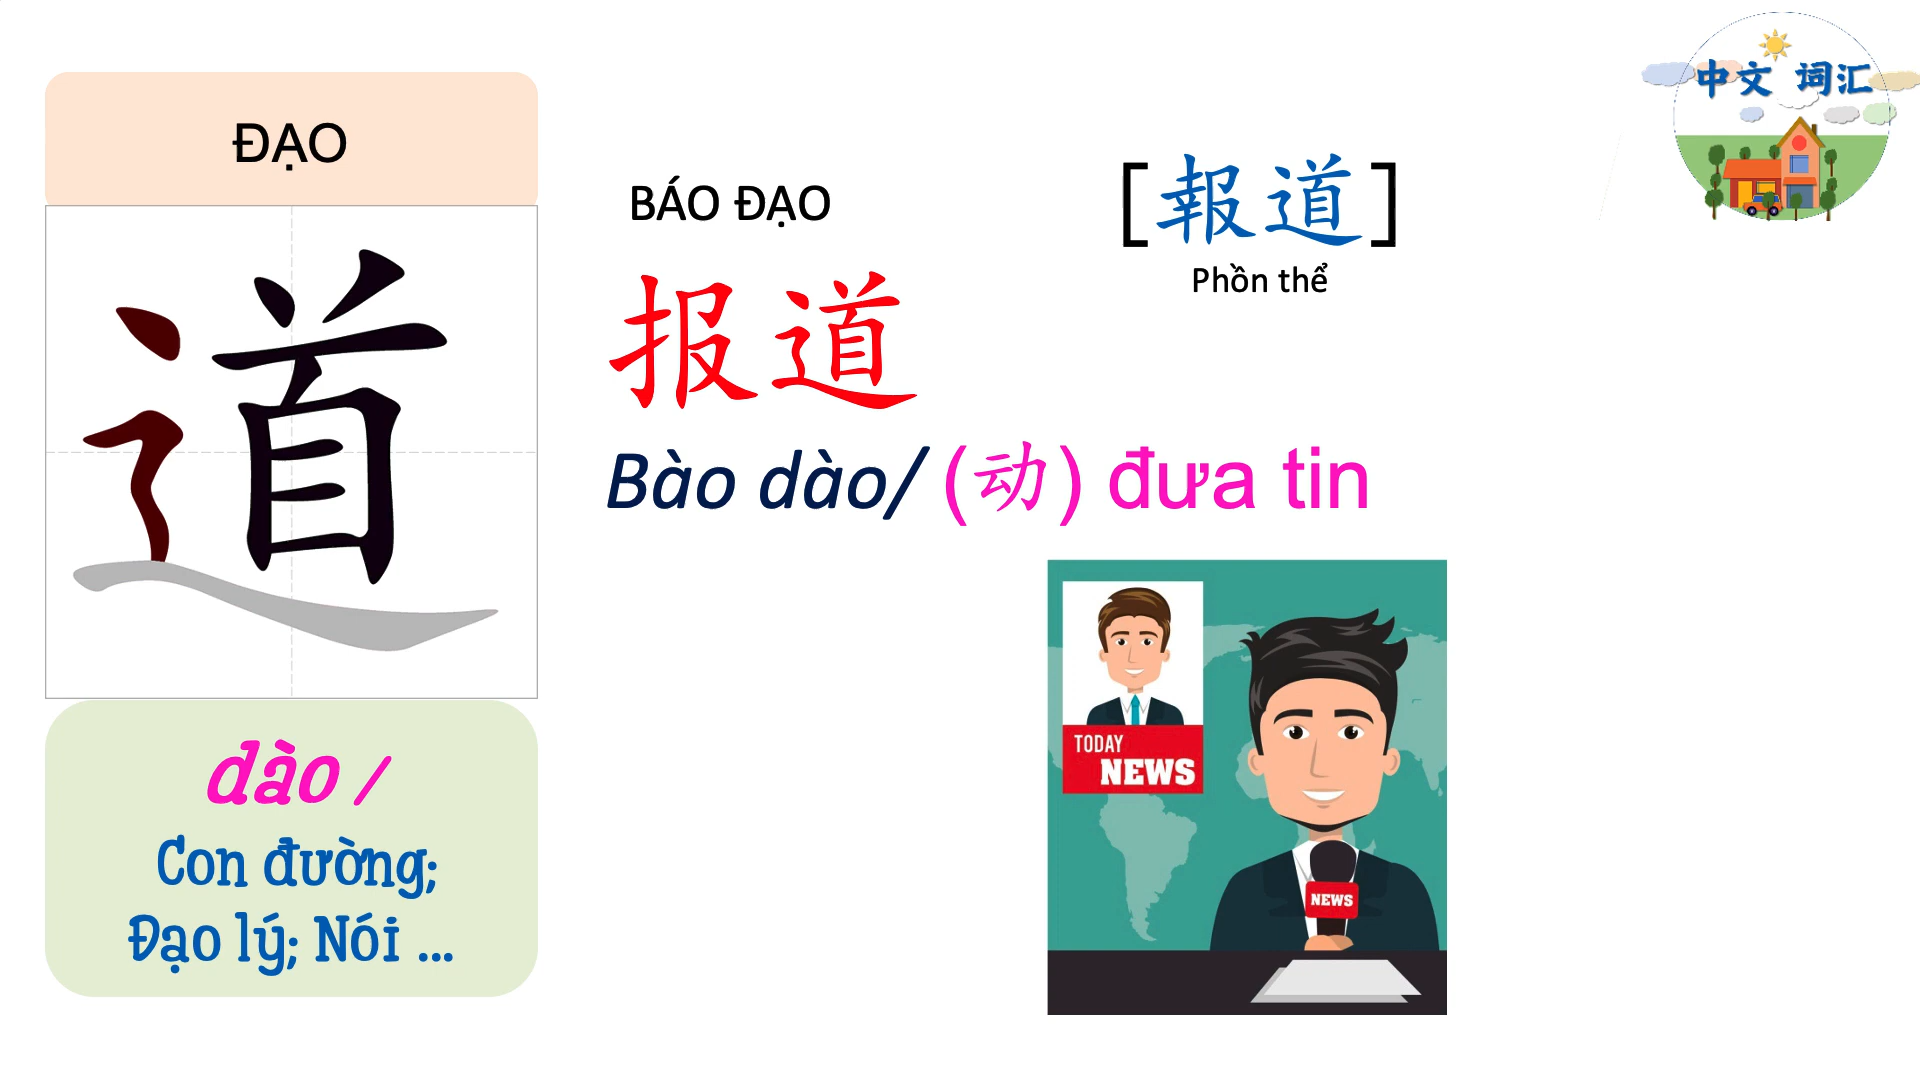 ĐẠO
道
dào /
Con đường;
Đạo lý; Nói ...
BÁO ĐẠO
[報道]
Phồn thể
报道
Bào dào/ (动) đưa tin
TODAY
NEWS
NEWS
中文 词汇